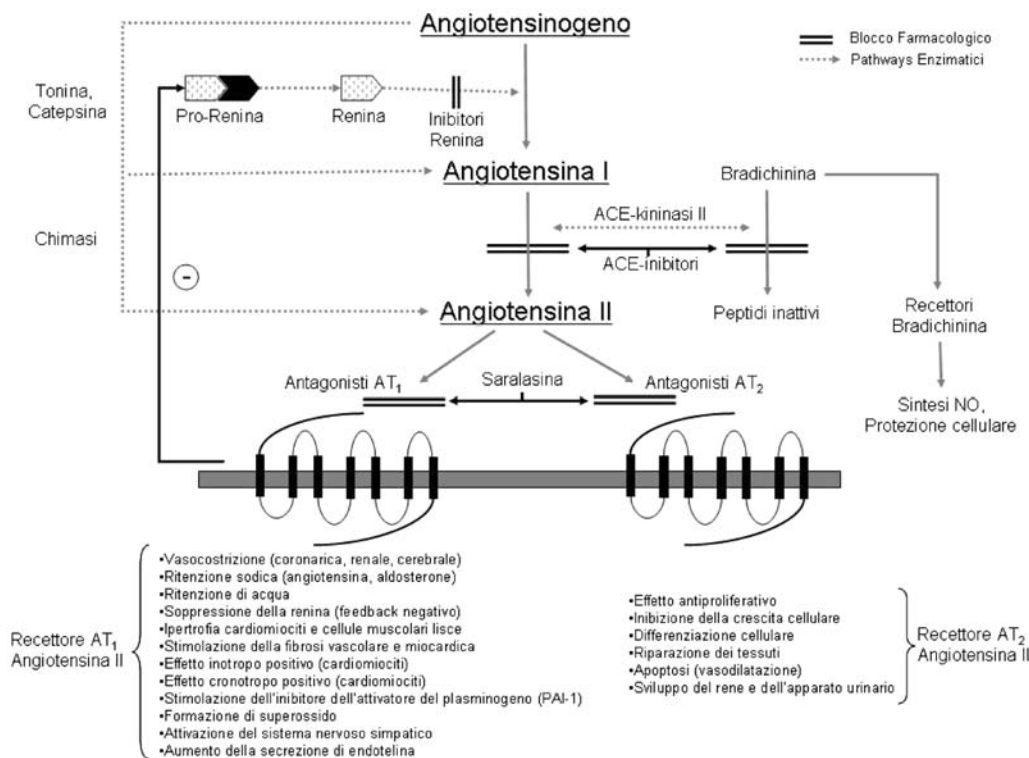 Angiotensinogeno
Blocco Farmacologico
Pathways Enzimatici
Tonina,
Catepsina
Pro-Renina
Renina
Inibitori
Renina
Angiotensina I
Bradichinina
ACE-kininasi II
Chimasi
ACE-inibitori
-
Angiotensina II
Peptidi inattivi
Recettori
Bradichinina
Antagonisti AT1
Saralasina
Antagonisti AT2
Sintesi NO,
Protezione cellulare
Recettore AT1
Angiotensina II
•Vasocostrizione (coronarica, renale, cerebrale)
•Ritenzione sodica (angiotensina, aldosterone)
•Ritenzione di acqua
•Soppressione della renina (feedback negativo)
•Ipertrofia cardiomiociti e cellule muscolari lisce
•Stimolazione della fibrosi vascolare e miocardica
•Effetto inotropo positivo (cardiomiociti)
•Effetto cronotropo positivo (cardiomiociti)
•Stimolazione dell'inibitore dell'attivatore del plasminogeno (PAI-1)
•Formazione di superossido
•Attivazione del sistema nervoso simpatico
•Aumento della secrezione di endotelina
•Effetto antiproliferativo
•Inibizione della crescita cellulare
•Differenziazione cellulare
•Riparazione dei tessuti
•Apoptosi (vasodilatazione)
•Sviluppo del rene e dell'apparato urinario
Recettore AT2
Angiotensina II